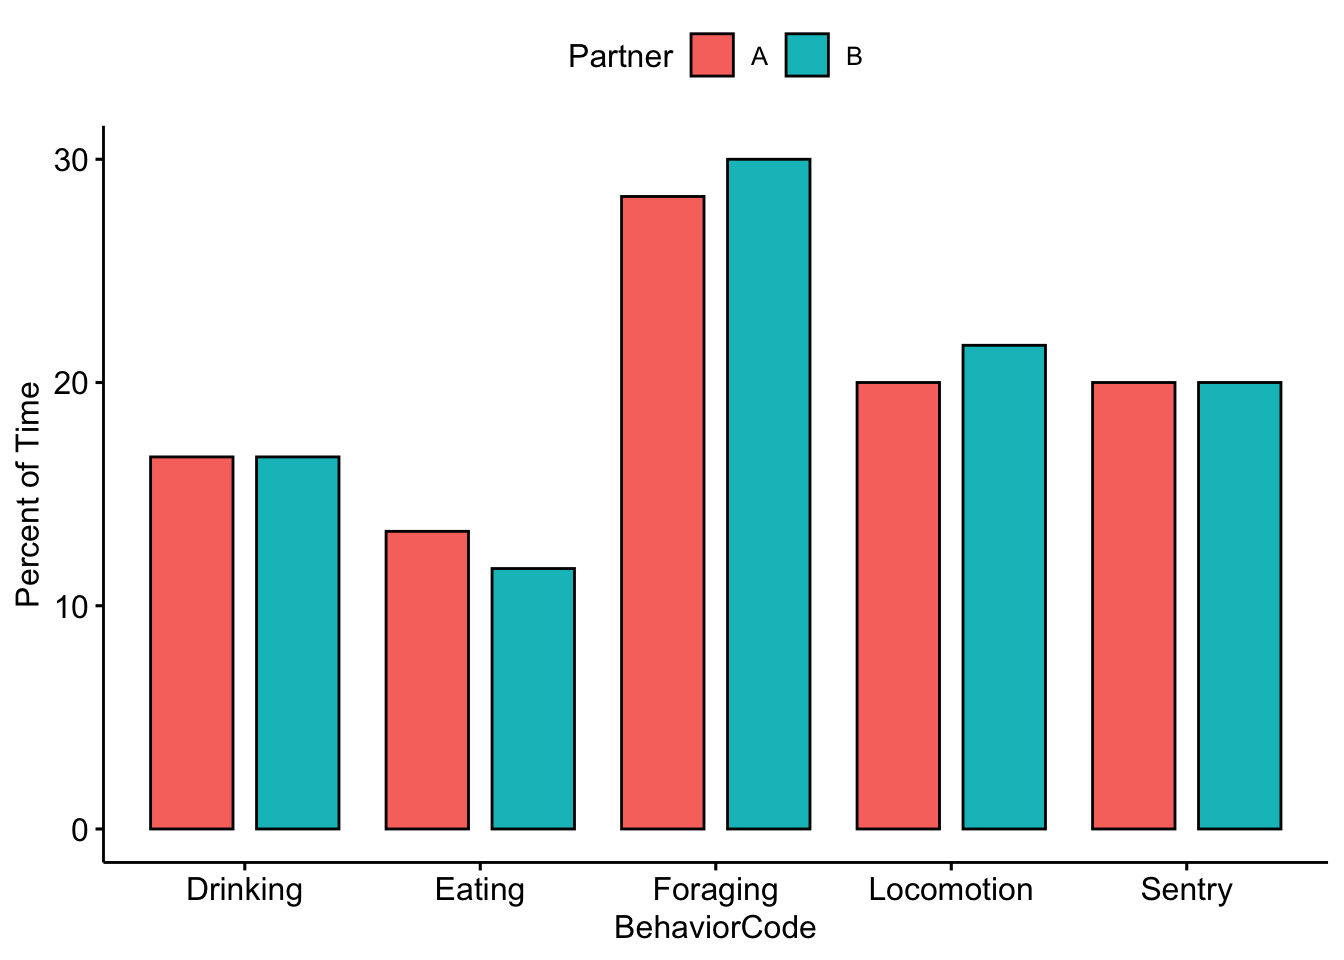 Partner A B
30
20
10
0
Percent of Time
Drinking Eating Foraging Locomotion Sentry
BehaviorCode